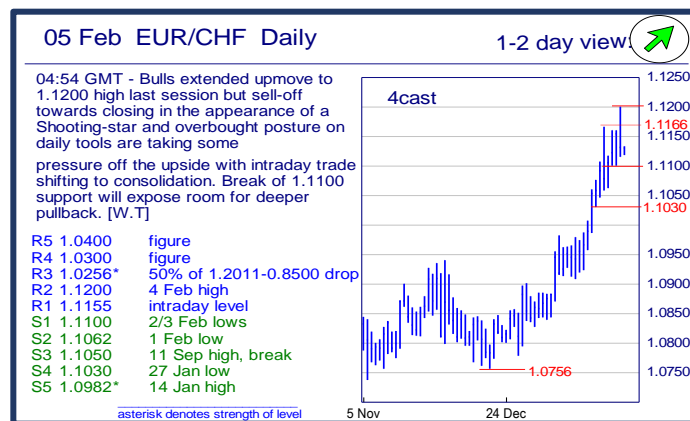 05 Feb EUR/CHF Daily
1-2 day view:
04:54 GMT - Bulls extended upmove to
1.1200 high last session but sell-off
towards closing in the appearance of a
Shooting-star and overbought posture on
daily tools are taking some
pressure off the upside with intraday trade
shifting to consolidation. Break of 1.1100
support will expose room for deeper
pullback. [W.T]
R5 1.0400 figure
R4 1.0300 figure
R3 1.0256* 50% of 1.2011-0.8500 drop
R2 1.1200 4 Feb high
R1 1.1155 intraday level
S1 1.1100 2/3 Feb lows
S2 1.1062 1 Feb low
S3 1.1050 11 Sep high, break
S4 1.1030 27 Jan low
S5 1.0982* 14 Jan high
asterisk denotes strength of level
4cast
1.1250
1.1200
1.1166
1.1150
1.1100
1.1050
1.1030
1.0950
1.0900
1.0850
1.0800
1.0750
1.0756
5 Nov
24 Dec